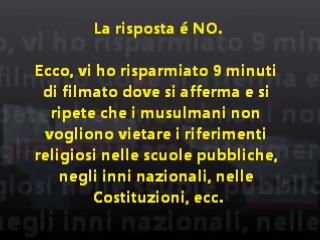 La risposta é NO.
Ecco, vi ho risparmiato 9 minuti
di filmato dove si afferma e si
ripete che i musulmani non
vogliono vietare i riferimenti
religiosi nelle scuole pubbliche,
negli inni nazionali, nelle
Costituzioni, ecc.